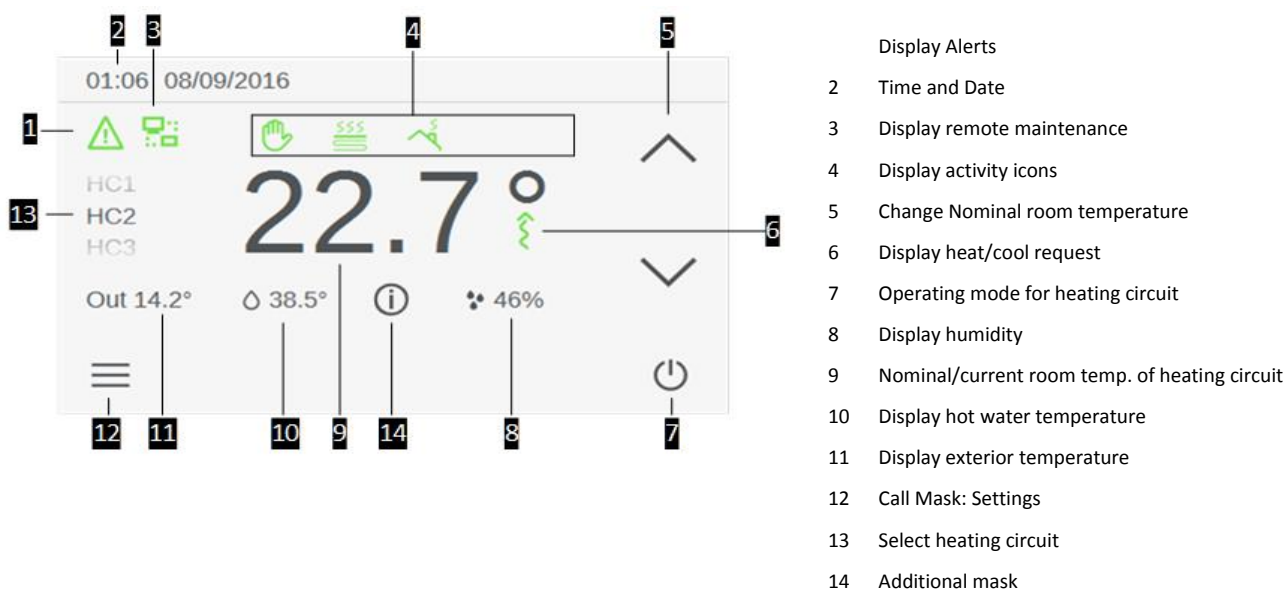 2 3 4 5
01:06 08/09/2016
1
HC1
13 HC2
HC3
22.7°
6
Out 14.2° 38.5° 46%
12 11 10 9 14 8 7
Display Alerts
2 Time and Date
3 Display remote maintenance
4 Display activity icons
5 Change Nominal room temperature
6 Display heat/cool request
7 Operating mode for heating circuit
8 Display humidity
9 Nominal/current room temp. of heating circuit
10 Display hot water temperature
11 Display exterior temperature
12 Call Mask: Settings
13 Select heating circuit
14 Additional mask